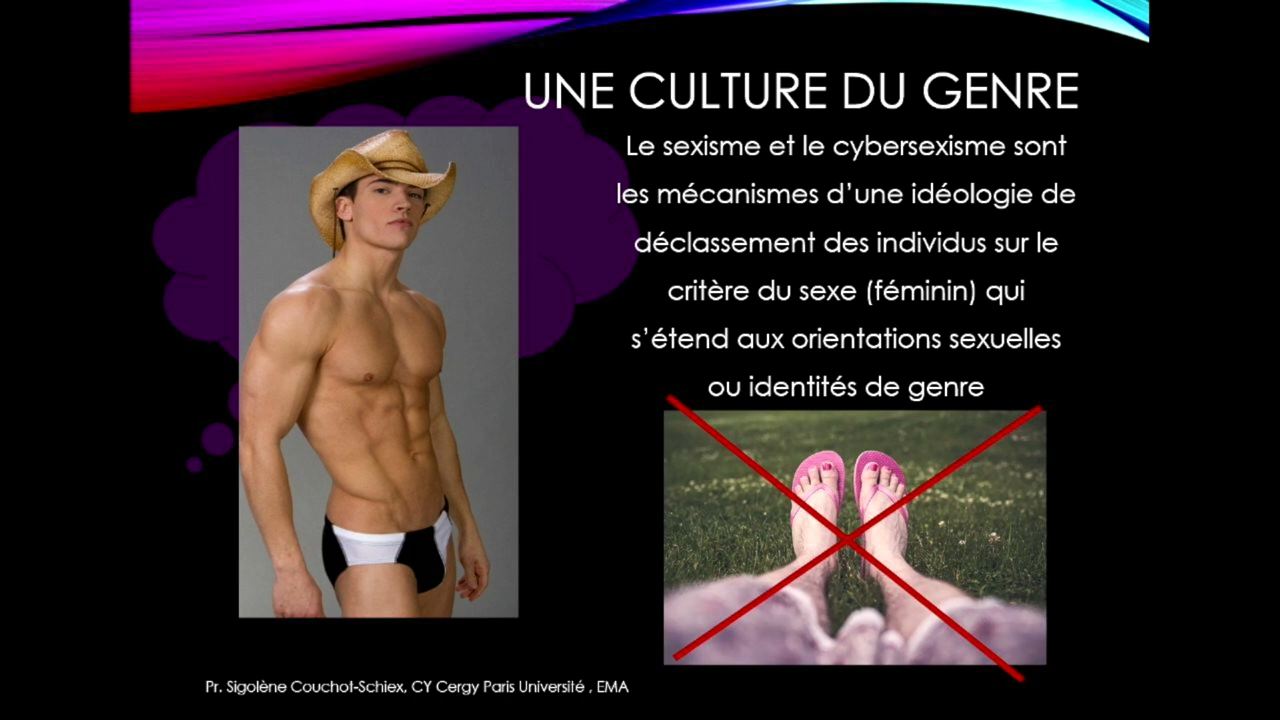 UNE CULTURE DU GENRE
Le sexisme et le cybersexisme sont
les mécanismes d’une idéologie de
déclassement des individus sur le
critère du sexe (féminin) qui
s’étend aux orientations sexuelles
ou identités de genre
Pr. Sigolène Couchot-Schiex, CY Cergy Paris Université , EMA